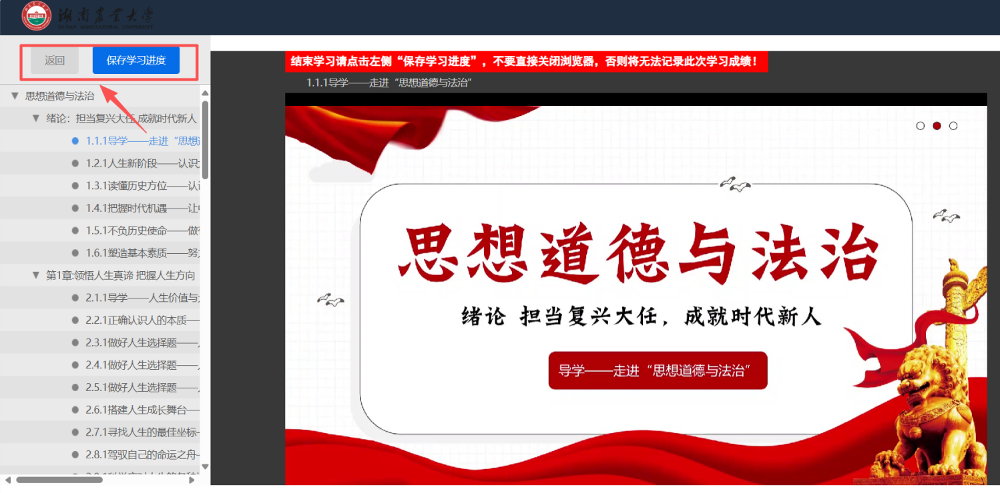 湖南农业大学
HUNAN AGRICULTURAL UNIVERSITY
返回
保存学习进度
思想道德与法治
绪论：担当复兴大任 成就时代新人
1.1.1导学——走进“思想
1.2.1人生新阶段——认识
1.3.1读懂历史方位——认
1.4.1把握时代机遇——让
1.5.1不负历史使命——做
1.6.1塑造基本素质——努
第1章:领悟人生真谛 把握人生方向
2.1.1导学——人生价值与
2.2.1正确认识人的本质——
2.3.1做好人生选择题——
2.4.1做好人生选择题——
2.5.1做好人生选择题——
2.6.1搭建人生成长舞台——
2.7.1寻找人生的最佳坐标-
2.8.1驾驭自己的命运之舟-
结束学习请点击左侧“保存学习进度”，不要直接关闭浏览器，否则将无法记录此次学习成绩！
1.1.1导学——走进“思想道德与法治”
思想道德与法治
绪论 担当复兴大任，成就时代新人
导学——走进“思想道德与法治“